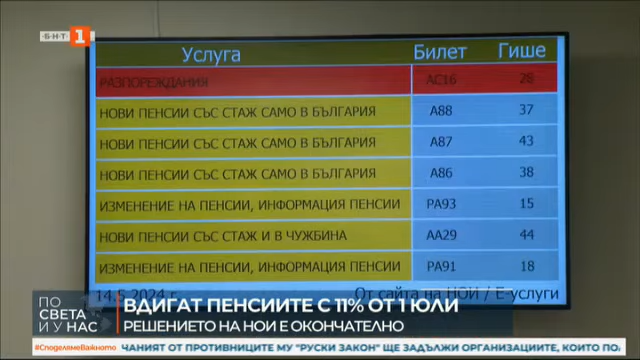 БНТ 1
Услуга Билет Гише
РАЗПОРЕЖДАНИЯ АС16 28
НОВИ ПЕНСИИ СЪС СТАЖ САМО В БЪЛГАРИЯ А88 37
НОВИ ПЕНСИИ СЪС СТАЖ САМО В БЪЛГАРИЯ А87 43
НОВИ ПЕНСИИ СЪС СТАЖ САМО В БЪЛГАРИЯ А86 38
ИЗМЕНЕНИЕ НА ПЕНСИИ, ИНФОРМАЦИЯ ПЕНСИИ РА93 15
НОВИ ПЕНСИИ СЪС СТАЖ И В ЧУЖБИНА АА29 44
ИЗМЕНЕНИЕ НА ПЕНСИИ, ИНФОРМАЦИЯ ПЕНСИИ РА91 18
14.5.2024 г. От сайта на НОИ / Е-услуги
ПО
СВЕТА
И У НАС
ВДИГАТ ПЕНСИИТЕ С 11% ОТ 1 ЮЛИ
РЕШЕНИЕТО НА НОИ Е ОКОНЧАТЕЛНО
#СподелямеВажното ЧАНИЯТ ОТ ПРОТИВНИЦИТЕ МУ "РУСКИ ЗАКОН" ЩЕ ЗАДЪЛЖИ ОРГАНИЗАЦИИТЕ, КОИТО ПО